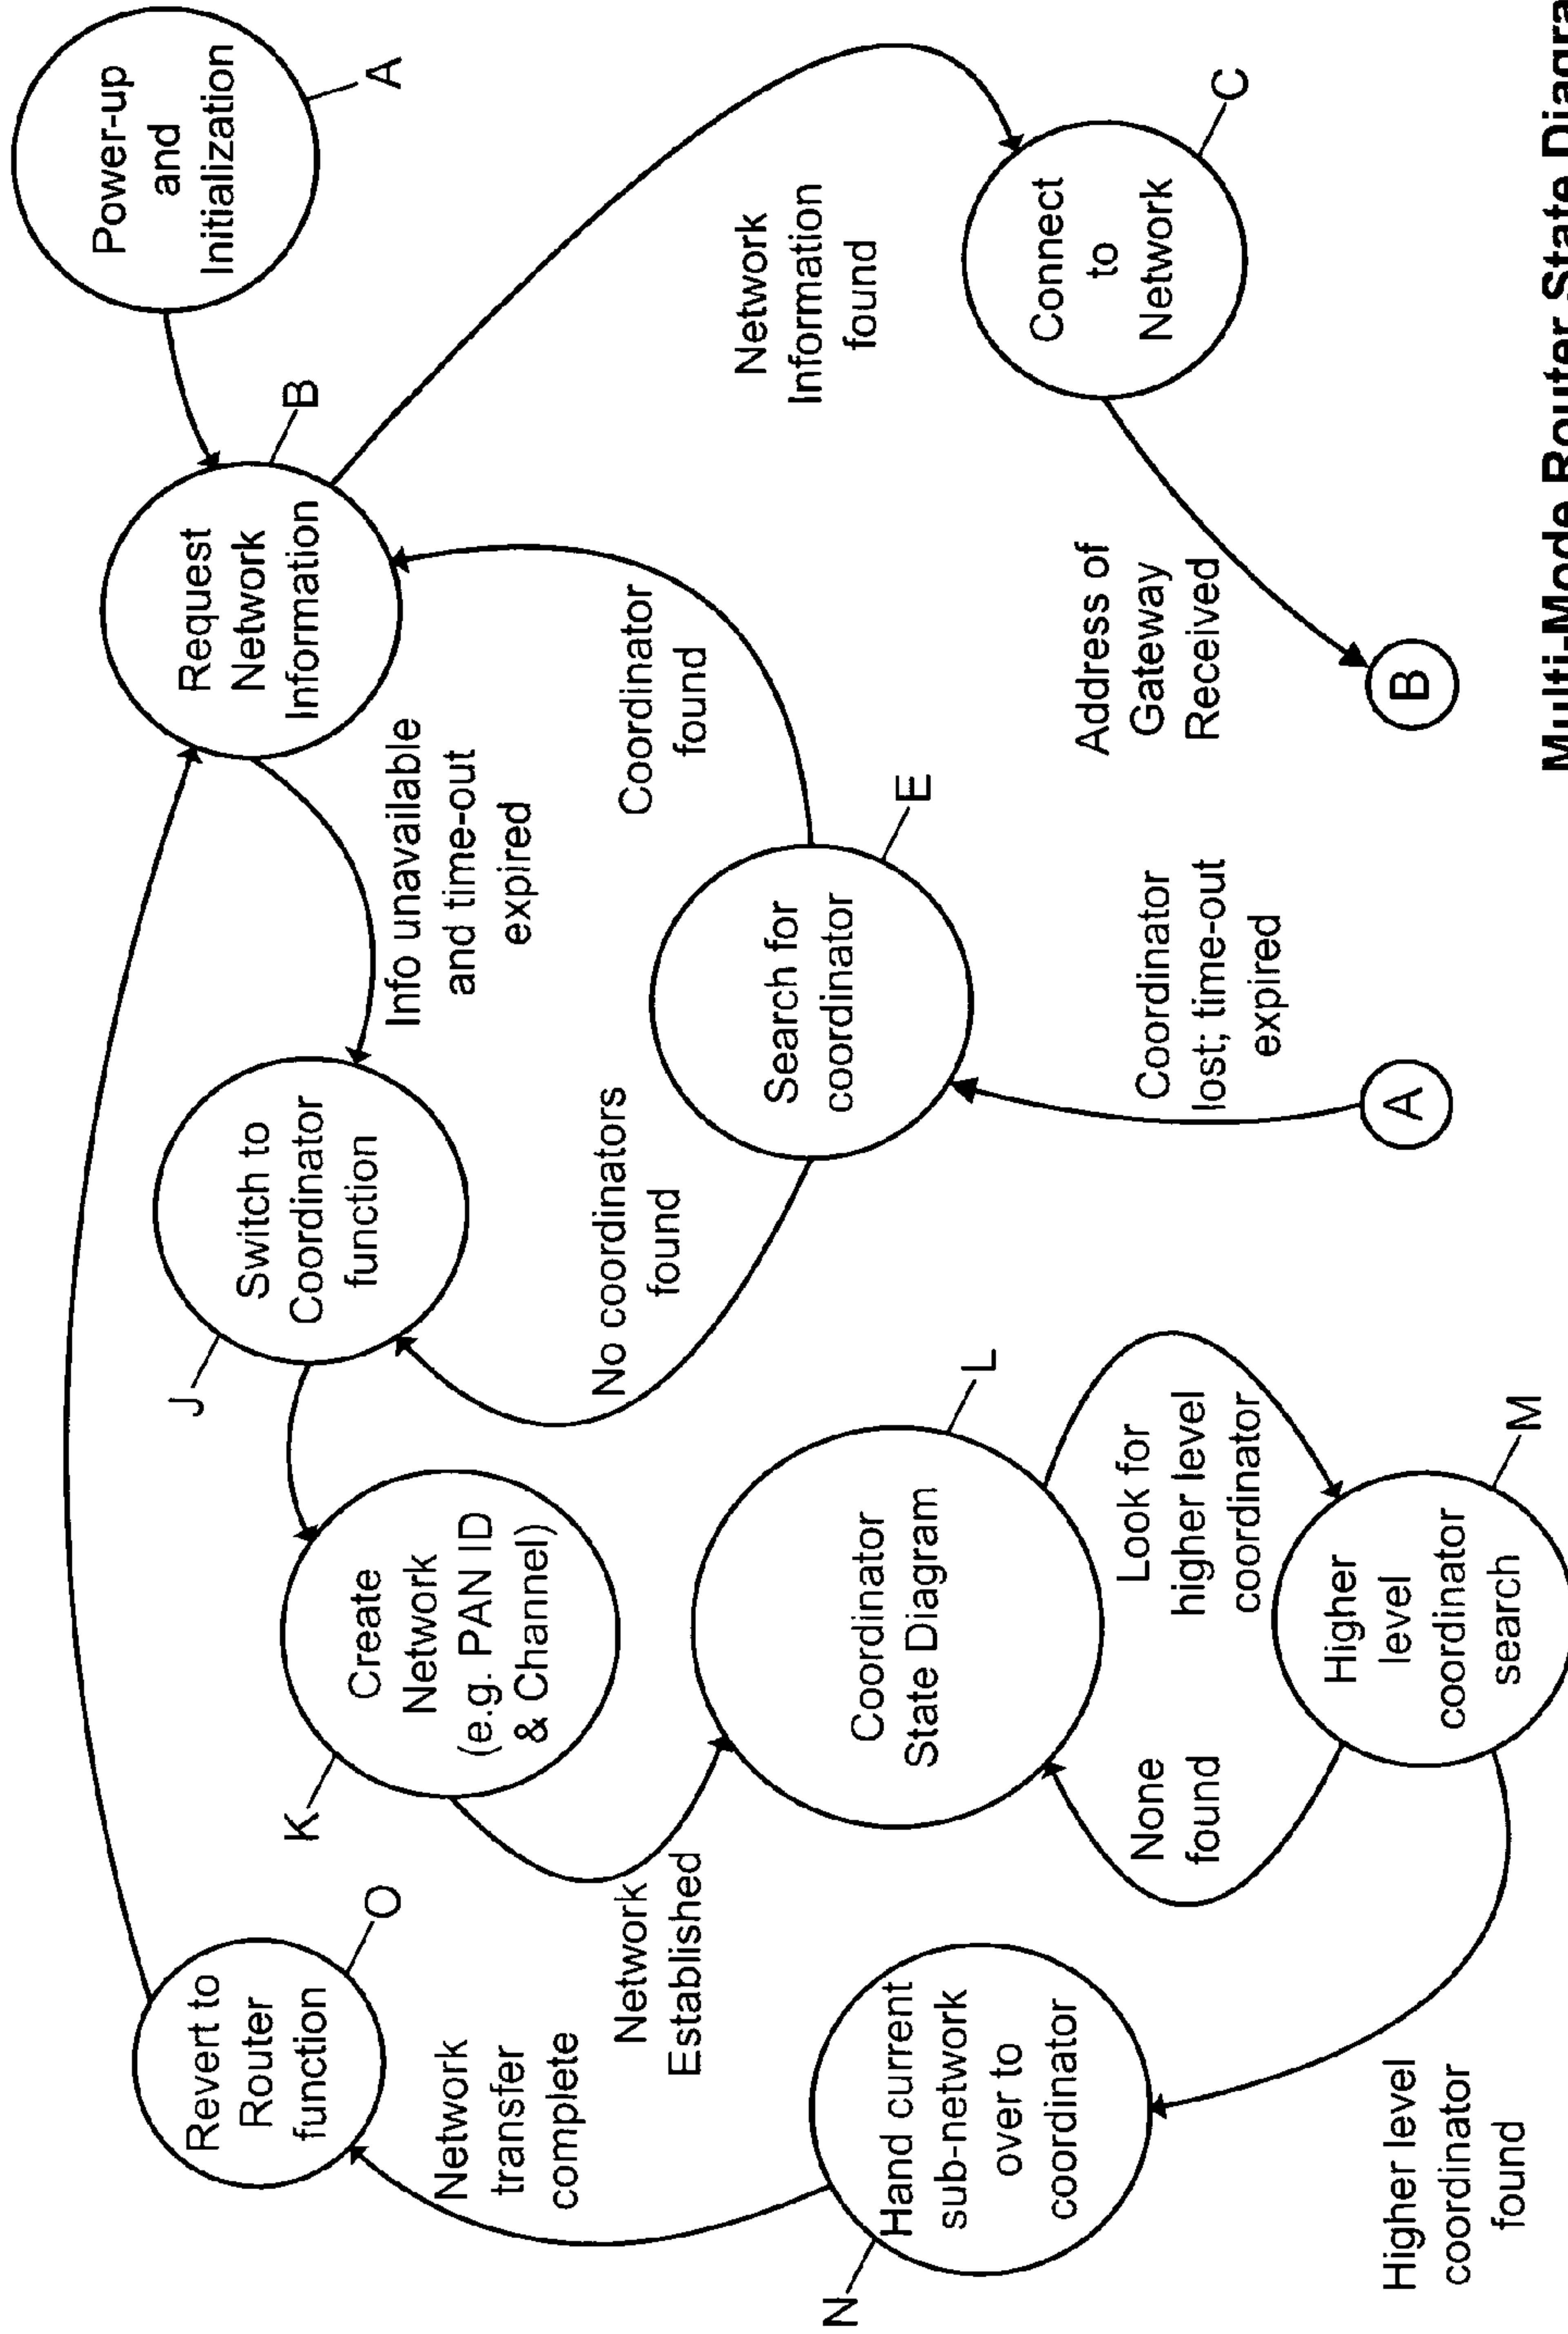 Power-up
and
Initialization
A
Request
Network
Information
B
Network
Information
found
Connect
to
Network
C
Info unavailable
and time-out
expired
Coordinator
found
Address of
Gateway
Received
B
Switch to
Coordinator
function
J
Search for
coordinator
E
No coordinators
found
Coordinator
lost; time-out
expired
A
Create
Network
(e.g. PAN ID
& Channel)
K
Network
Established
Coordinator
State Diagram
L
Look for
higher level
coordinator
Higher
level
coordinator
search
M
None
found
Higher level
coordinator
found
Hand current
sub-network
over to
coordinator
N
Network
transfer
complete
Revert to
Router
function
O
Multi-Mode Router State